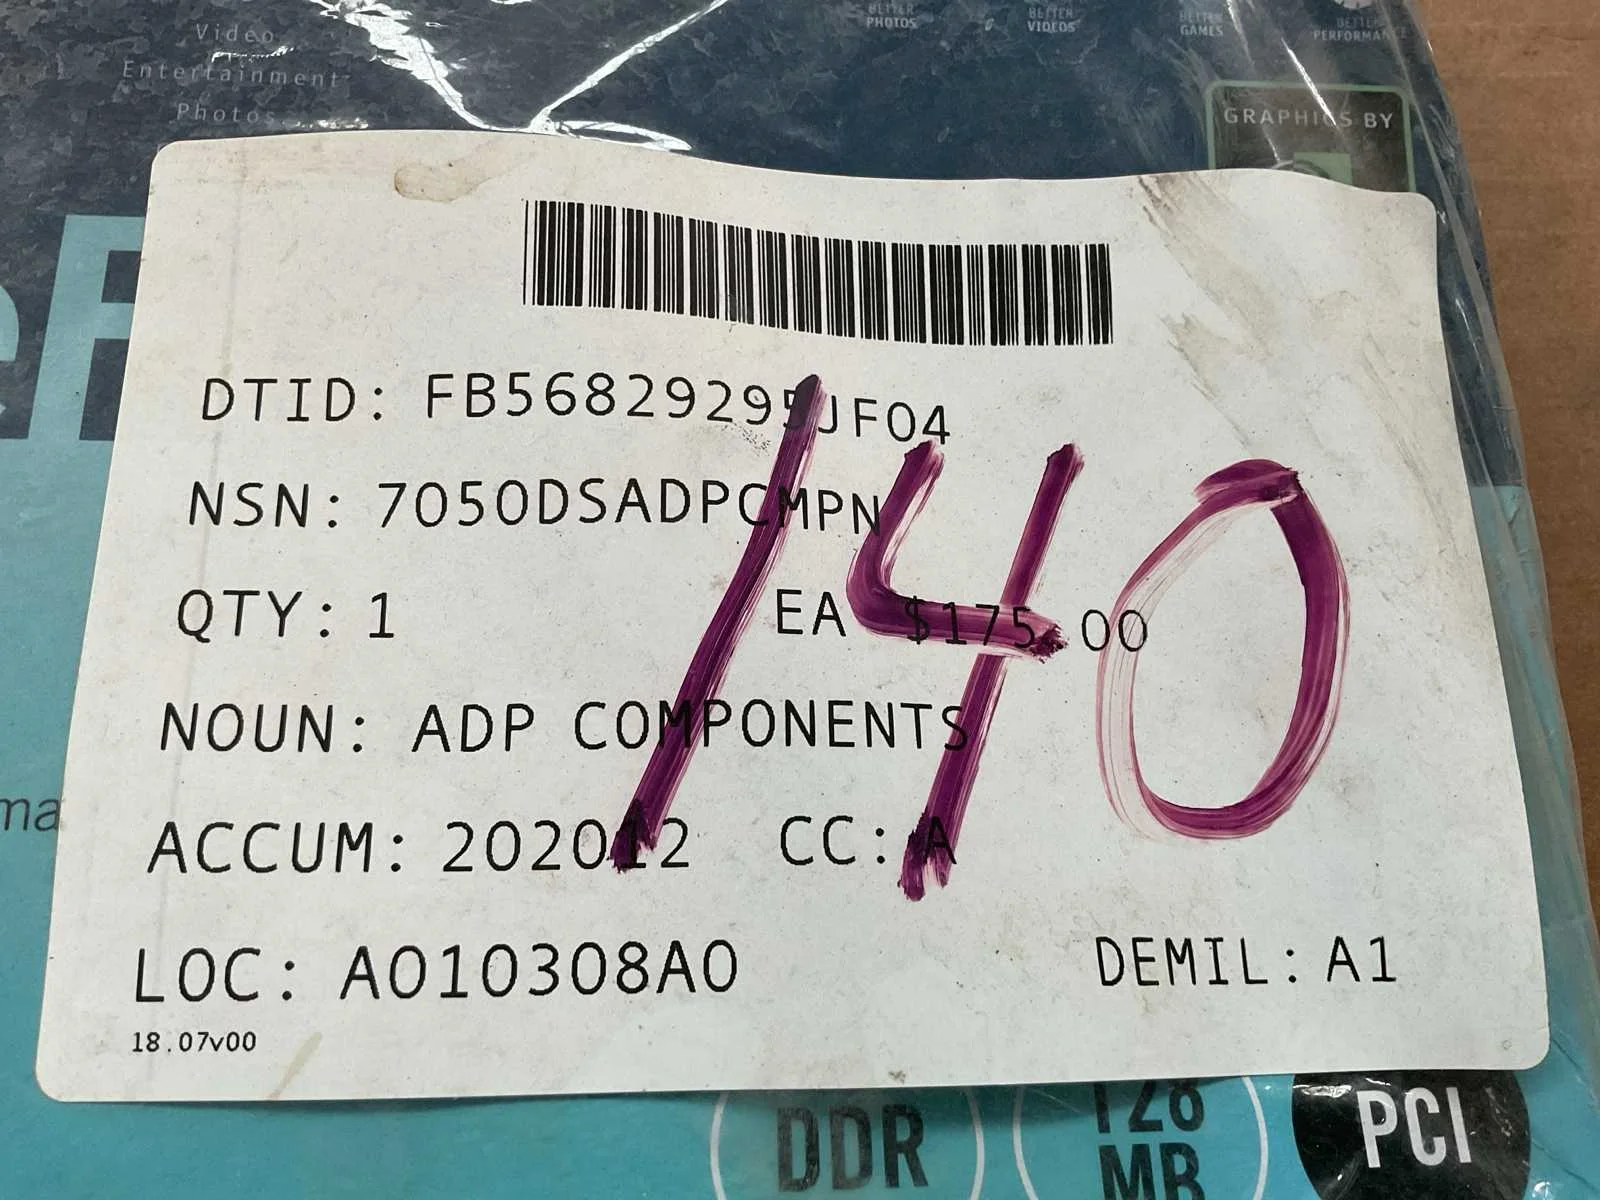 Video
Entertainment
Photos
BETTER PHOTOS
BETTER VIDEOS
BETTER GAMES
BETTER PERFORMANCE
GRAPHICS BY
DTID: FB56829295JF04
NSN: 7050DSADPCMPN
QTY: 1 EA $175.00
NOUN: ADP COMPONENTS
ACCUM: 202012 CC: A
LOC: A010308A0 DEMIL: A1
18.07v00
140
eF
ma
DDR
128
MB
PCI